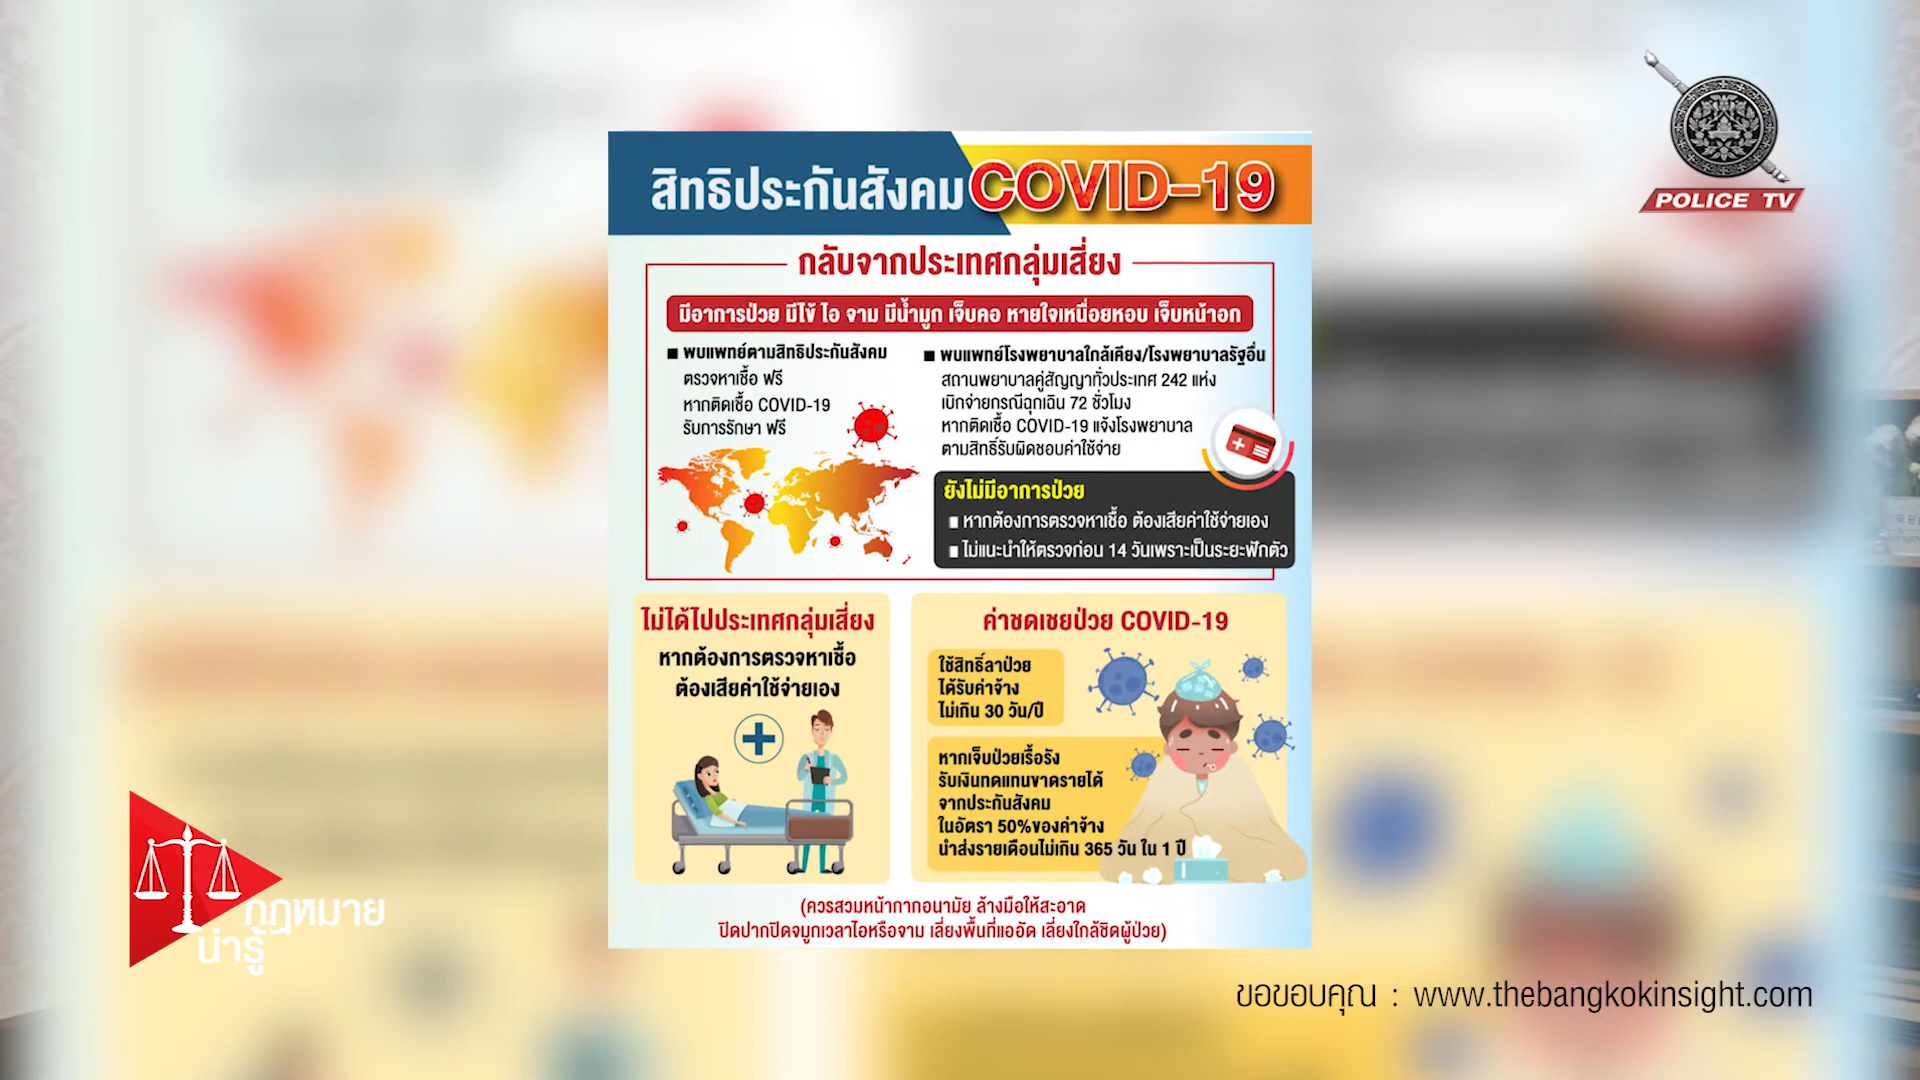 POLICE TV
สิทธิประกันสังคม COVID-19
กลับจากประเทศกลุ่มเสี่ยง
มีอาการป่วย มีไข้ ไอ จาม มีน้ำมูก เจ็บคอ หายใจเหนื่อยหอบ เจ็บหน้าอก
■ พบแพทย์ตามสิทธิประกันสังคม
ตรวจหาเชื้อ ฟรี
หากติดเชื้อ COVID-19
รับการรักษา ฟรี
■ พบแพทย์โรงพยาบาลใกล้เคียง/โรงพยาบาลรัฐอื่น
สถานพยาบาลคู่สัญญาทั่วประเทศ 242 แห่ง
เบิกจ่ายกรณีฉุกเฉิน 72 ชั่วโมง
หากติดเชื้อ COVID-19 แจ้งโรงพยาบาล
ตามสิทธิ์รับผิดชอบค่าใช้จ่าย
ยังไม่มีอาการป่วย
■ หากต้องการตรวจหาเชื้อ ต้องเสียค่าใช้จ่ายเอง
■ ไม่แนะนำให้ตรวจก่อน 14 วันเพราะเป็นระยะฟักตัว
ไม่ได้ไปประเทศกลุ่มเสี่ยง
หากต้องการตรวจหาเชื้อ
ต้องเสียค่าใช้จ่ายเอง
ค่าชดเชยป่วย COVID-19
ใช้สิทธิ์ลาป่วย
ได้รับค่าจ้าง
ไม่เกิน 30 วัน/ปี
หากเจ็บป่วยเรื้อรัง
รับเงินทดแทนขาดรายได้
จากประกันสังคม
ในอัตรา 50%ของค่าจ้าง
นำส่งรายเดือนไม่เกิน 365 วัน ใน 1 ปี
(ควรสวมหน้ากากอนามัย ล้างมือให้สะอาด
ปิดปากปิดจมูกเวลาไอหรือจาม เลี่ยงพื้นที่แออัด เลี่ยงใกล้ชิดผู้ป่วย)
กฎหมาย
น่ารู้
ขอขอบคุณ : www.thebangkokinsight.com